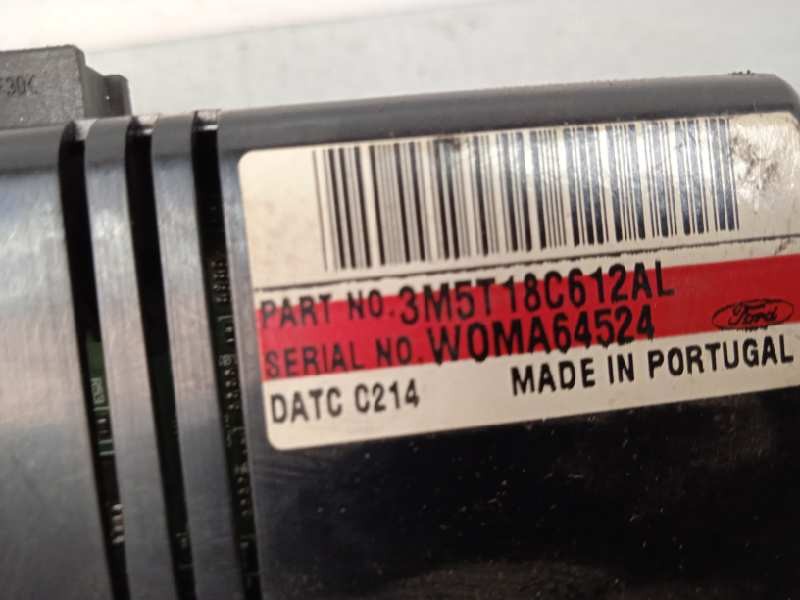 PART NO. 3M5T18C612AL
SERIAL NO. WOMA64524
Ford
DATC C214
MADE IN PORTUGAL